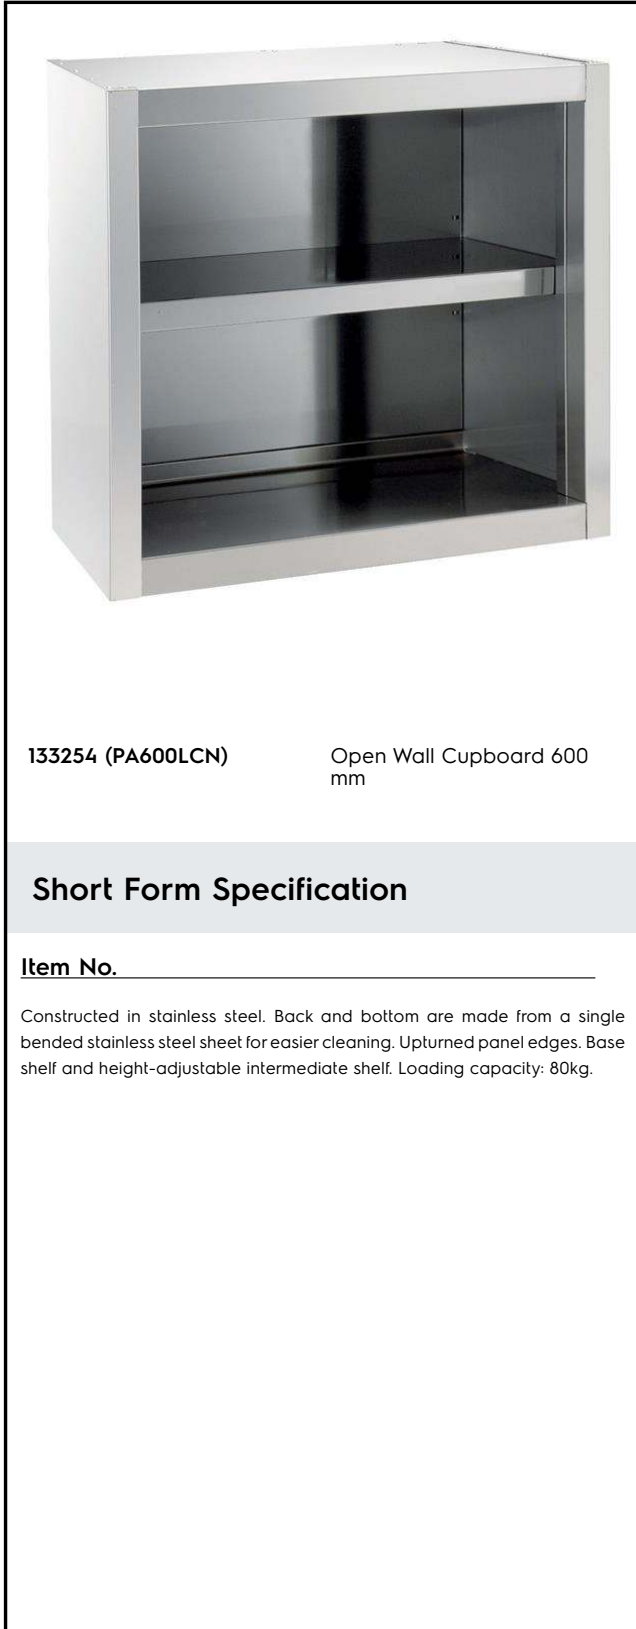 133254 (PA600LCN)
Open Wall Cupboard 600
mm
Short Form Specification
Item No.
Constructed in stainless steel. Back and bottom are made from a single
bended stainless steel sheet for easier cleaning. Upturned panel edges. Base
shelf and height-adjustable intermediate shelf. Loading capacity: 80kg.